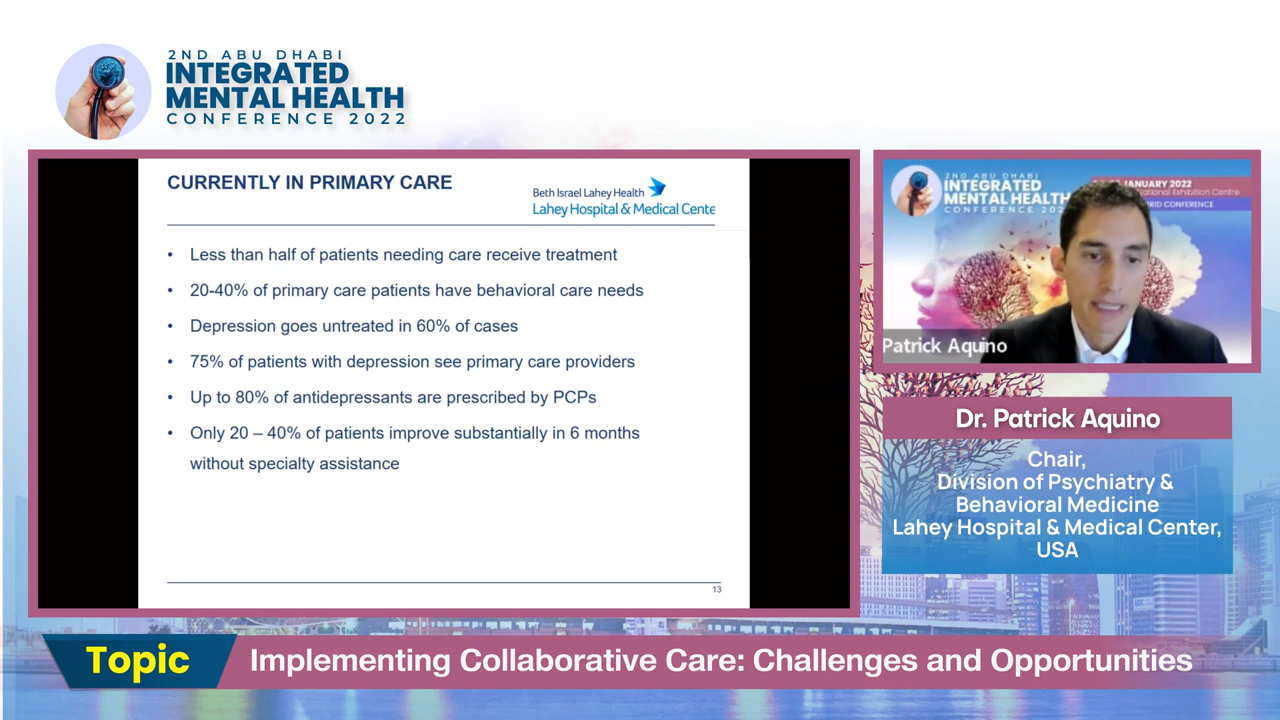 2ND ABU DHABI
INTEGRATED
MENTAL HEALTH
CONFERENCE 2022
CURRENTLY IN PRIMARY CARE
Beth Israel Lahey Health
Lahey Hospital & Medical Cente
• Less than half of patients needing care receive treatment
• 20-40% of primary care patients have behavioral care needs
• Depression goes untreated in 60% of cases
• 75% of patients with depression see primary care providers
• Up to 80% of antidepressants are prescribed by PCPs
• Only 20 – 40% of patients improve substantially in 6 months
without specialty assistance
13
2ND ABU DHABI
INTEGRATED
MENTAL HEALTH
CONFERENCE 202
JANUARY 2022
Exhibition Centre
CONFERENCE
Patrick Aquino
Dr. Patrick Aquino
Chair,
Division of Psychiatry &
Behavioral Medicine
Lahey Hospital & Medical Center,
USA
Topic
Implementing Collaborative Care: Challenges and Opportunities